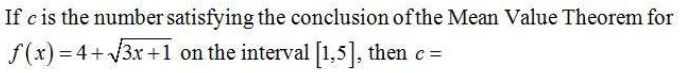 If c is the number satisfying the conclusion of the Mean Value Theorem for
f(x)=4+√3x+1 on the interval [1,5], then c =